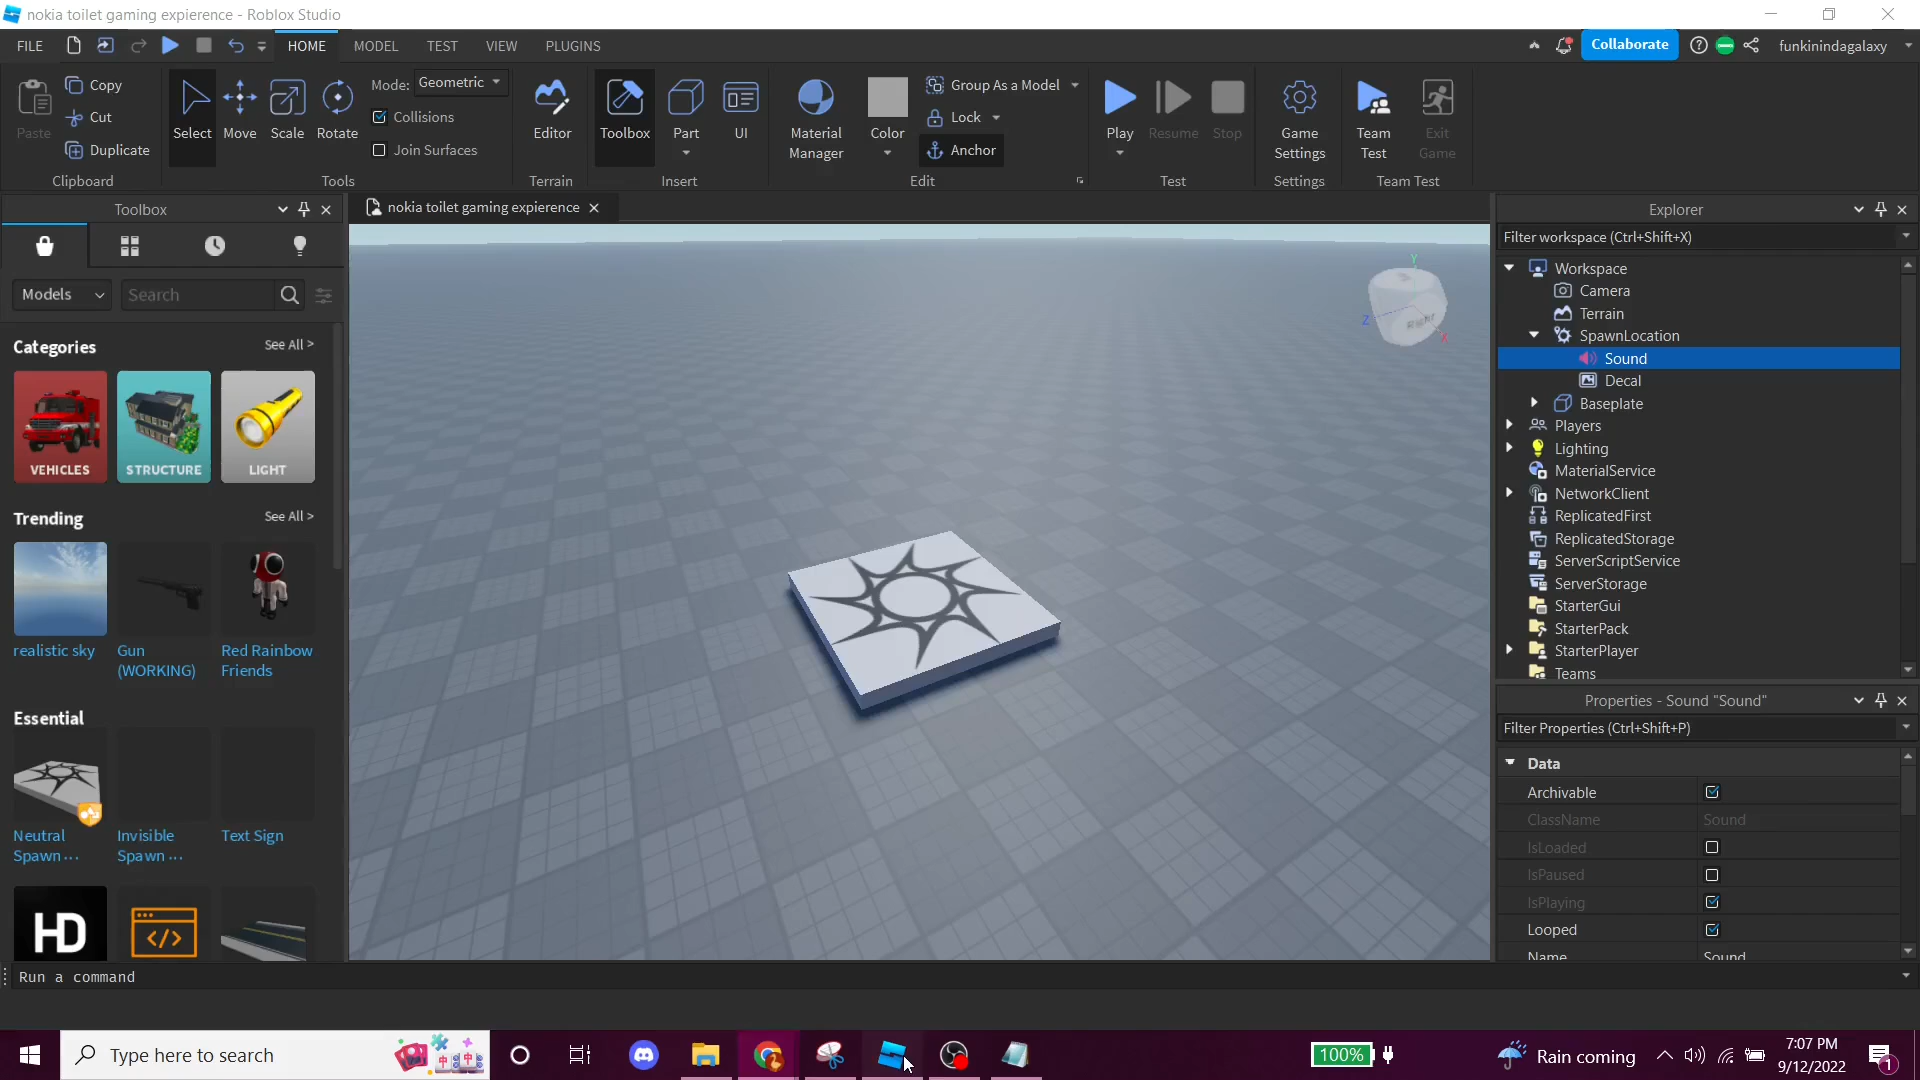 nokia toilet gaming expierence - Roblox Studio
FILE
HOME
MODEL
TEST
VIEW
PLUGINS
Collaborate
funkinindagalaxy
Paste
Copy
Cut
Duplicate
Clipboard
Select
Move
Scale
Rotate
Mode: Geometric
Collisions
Join Surfaces
Tools
Editor
Terrain
Toolbox
Part
UI
Insert
Material
Manager
Color
Group As a Model
Lock
Anchor
Edit
Play
Resume
Stop
Test
Game
Settings
Settings
Team
Test
Exit
Game
Team Test
Toolbox
Models
Search
Categories
See All >
VEHICLES
STRUCTURE
LIGHT
Trending
See All >
realistic sky
Gun
(WORKING)
Red Rainbow
Friends
Essential
Neutral
Spawn ...
Invisible
Spawn ...
Text Sign
HD
</>
nokia toilet gaming expierence
Y
Z
X
Explorer
Filter workspace (Ctrl+Shift+X)
Workspace
Camera
Terrain
SpawnLocation
Sound
Decal
Baseplate
Players
Lighting
MaterialService
NetworkClient
ReplicatedFirst
ReplicatedStorage
ServerScriptService
ServerStorage
StarterGui
StarterPack
StarterPlayer
Teams
Properties - Sound "Sound"
Filter Properties (Ctrl+Shift+P)
Data
Archivable
ClassName Sound
IsLoaded
IsPaused
IsPlaying
Looped
Name Sound
Run a command
Type here to search
100%
Rain coming
7:07 PM
9/12/2022
1